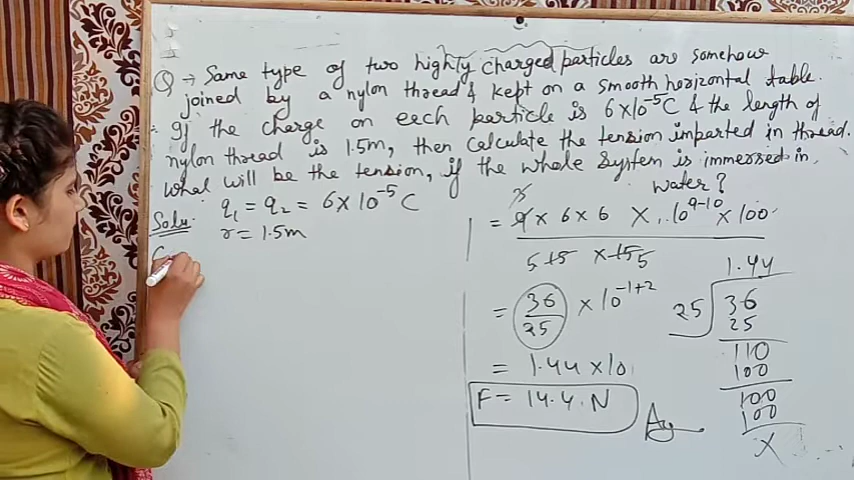 Q → Same type of two highly charged particles are somehow
joined by a nylon thread & kept on a smooth horizontal table.
If the charge on each particle is 6×10⁻⁵C & the length of
nylon thread is 1.5m, then calculate the tension imparted in thread.
what will be the tension, if the whole system is immersed in
water?
Soln.
q₁ = q₂ = 6×10⁻⁵ C
r = 1.5m
= 9 × 6 × 6 × 10⁹⁻¹⁰ × 100
15 × 15
5 5
= 36/25 × 10⁻¹⁺²
= 1.44 × 10
F = 14.4 N
1.44
25 36
25
110
100
100
100
×